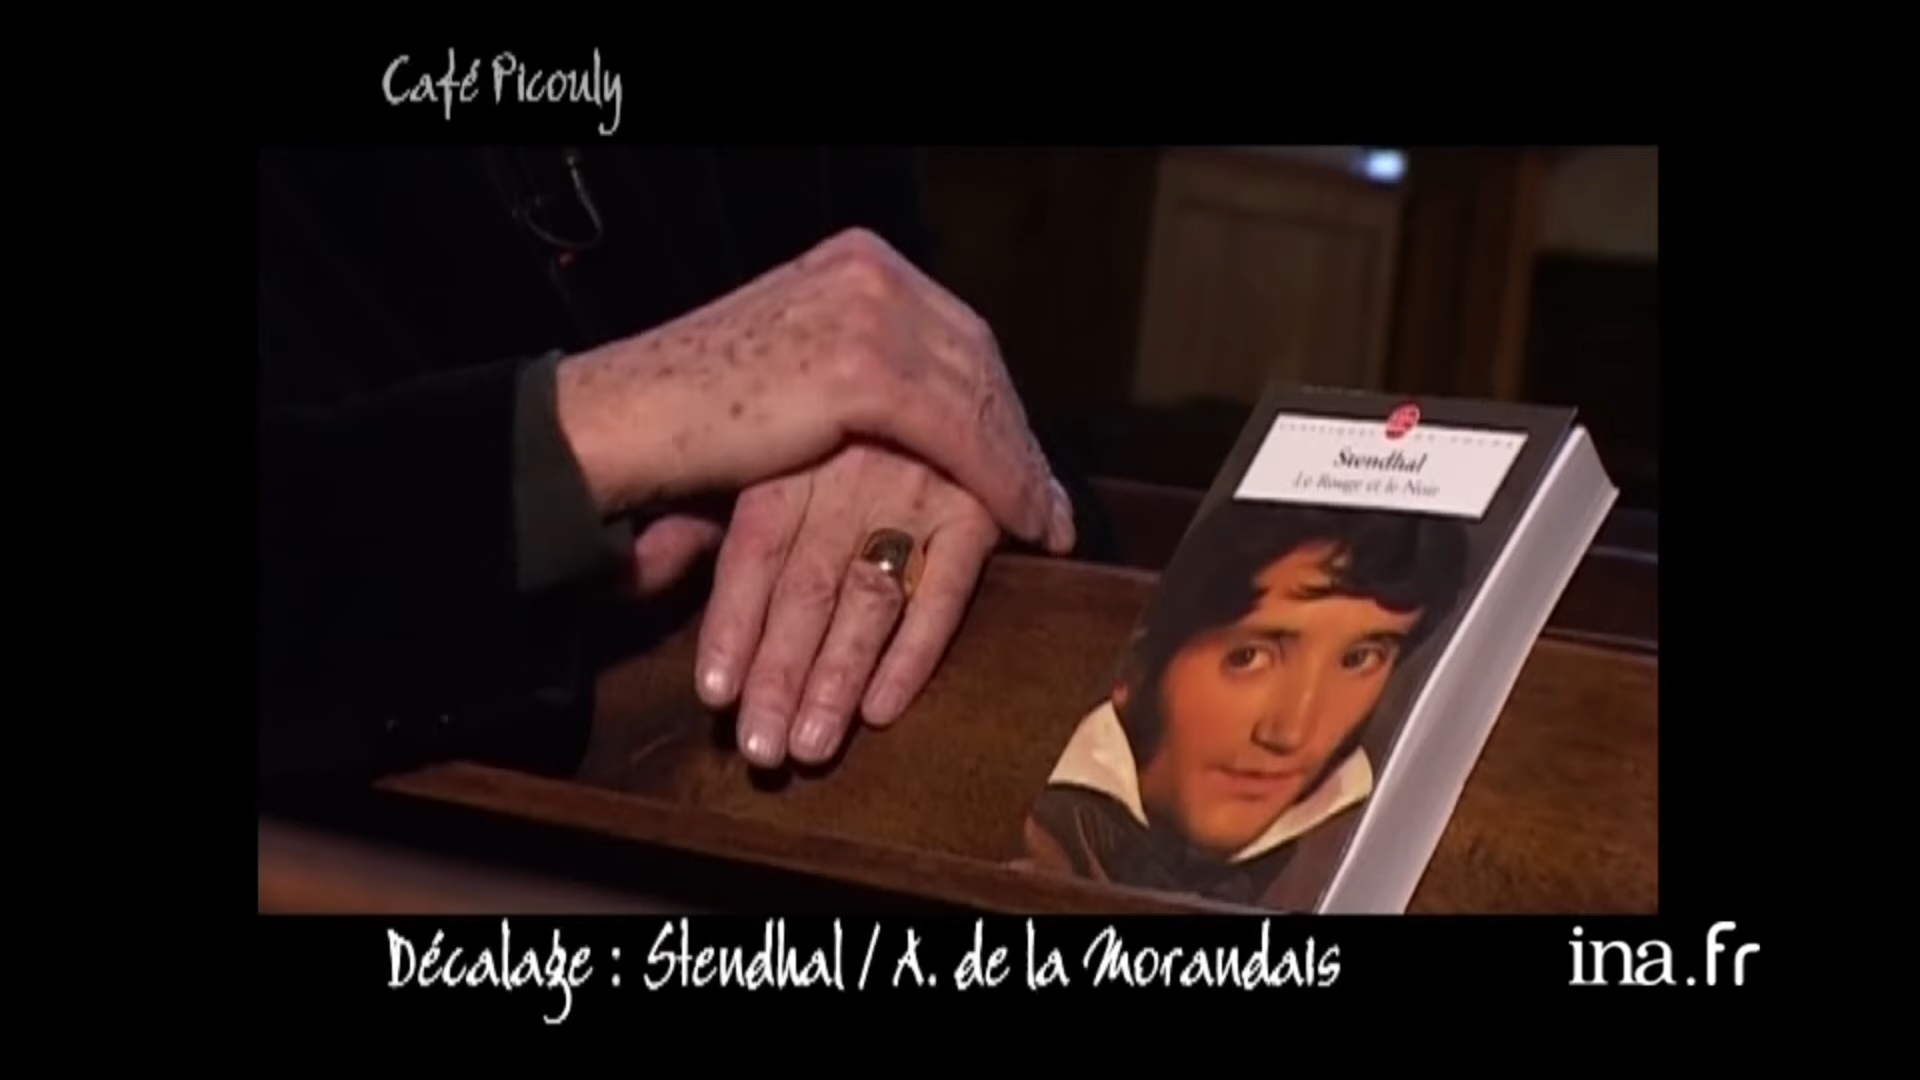 Café Picouly
Stendhal
Le Rouge et le Noir
Décalage : Stendhal / A. de la Morandais
ina.fr